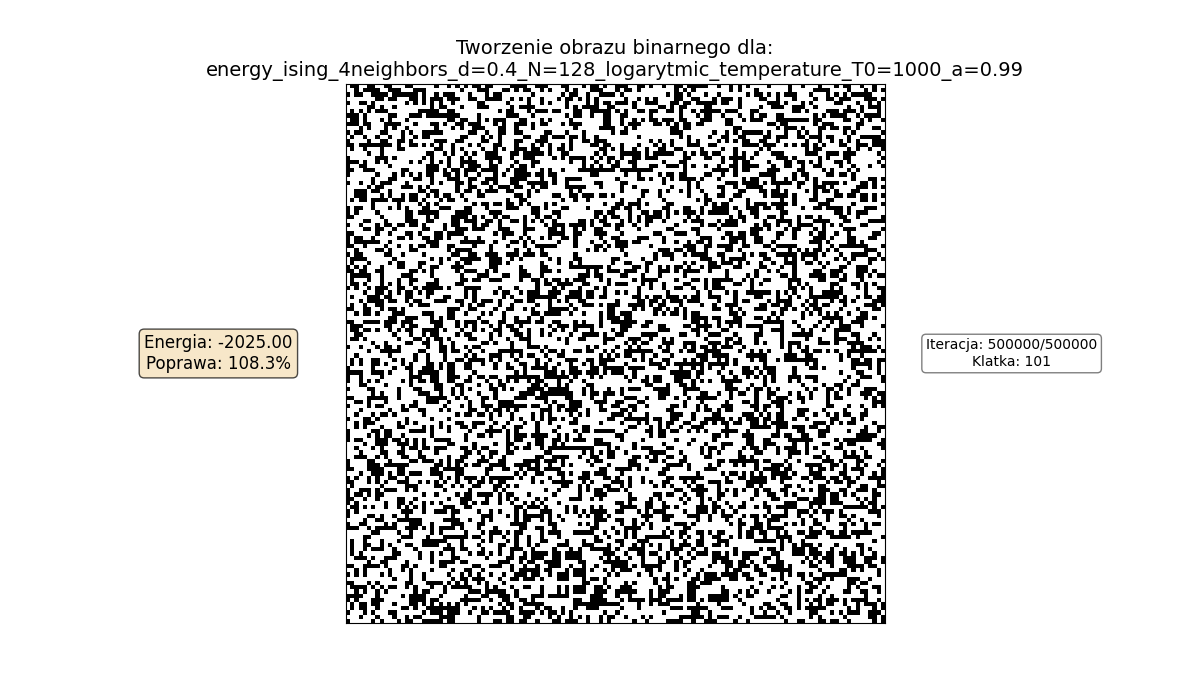 Tworzenie obrazu binarnego dla:
energy_ising_4neighbors_d=0.4_N=128_logarytmic_temperature_T0=1000_a=0.99
Energia: -2025.00
Poprawa: 108.3%
Iteracja: 500000/500000
Klatka: 101